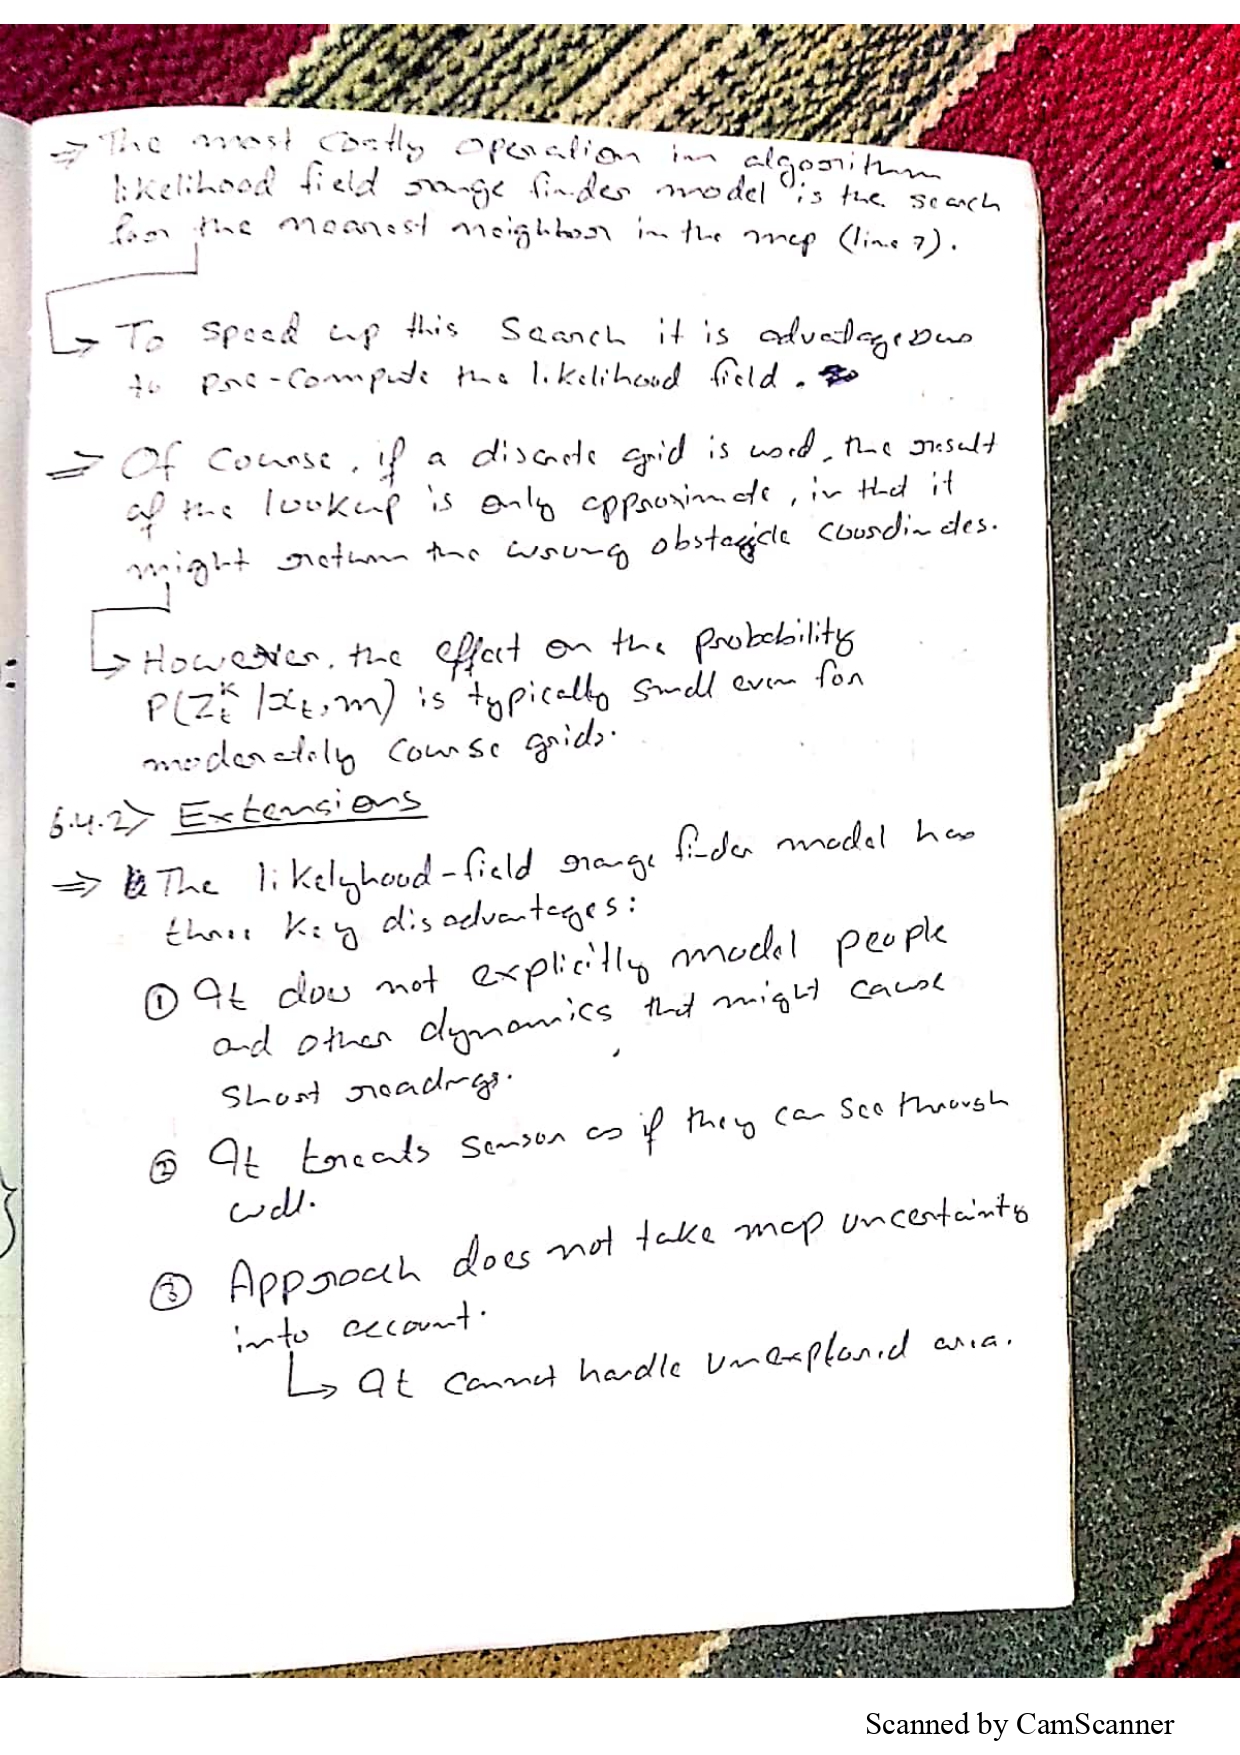 ⇒ The most costly operation in algorithm
likelihood field range finder model is the search
for the nearest neighbor in the map (line 7).
↳ To speed up this Search it is advatageous
to pre-compute the likelihood field.
⇒ Of Course, if a discrete grid is used, the result
of the lookup is only approximate, in that it
might return the wrong obstacle coordinates.
↳ However, the effect on the probability
P(Z_t^k | x_t, m) is typically small even for
moderately course grids.
6.4.2> Extensions
⇒ The likelyhood-field range finder model has
three key disadvantages:
① It does not explicitly model people
and other dynamics that might cause
short readings.
② It treats sensor as if they can see through
wall.
③ Approach does not take map uncertainty
into account.
↳ It cannot handle unexplored area.
Scanned by CamScanner